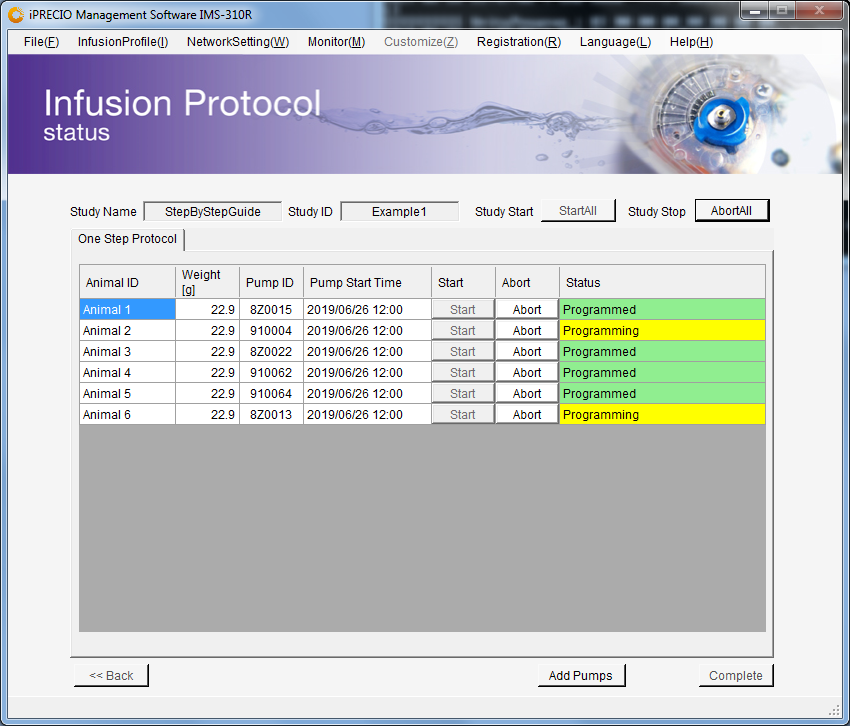 iPRECIO Management Software IMS-310R
File(F) InfusionProfile(I) NetworkSetting(W) Monitor(M) Customize(Z) Registration(R) Language(L) Help(H)
Infusion Protocol
status
Study Name StepByStepGuide Study ID Example1 Study Start StartAll Study Stop AbortAll
One Step Protocol
Animal ID Weight [g] Pump ID Pump Start Time Start Abort Status
Animal 1 22.9 8Z0015 2019/06/26 12:00 Start Abort Programmed
Animal 2 22.9 910004 2019/06/26 12:00 Start Abort Programming
Animal 3 22.9 8Z0022 2019/06/26 12:00 Start Abort Programmed
Animal 4 22.9 910062 2019/06/26 12:00 Start Abort Programmed
Animal 5 22.9 910064 2019/06/26 12:00 Start Abort Programmed
Animal 6 22.9 8Z0013 2019/06/26 12:00 Start Abort Programming
<< Back Add Pumps Complete